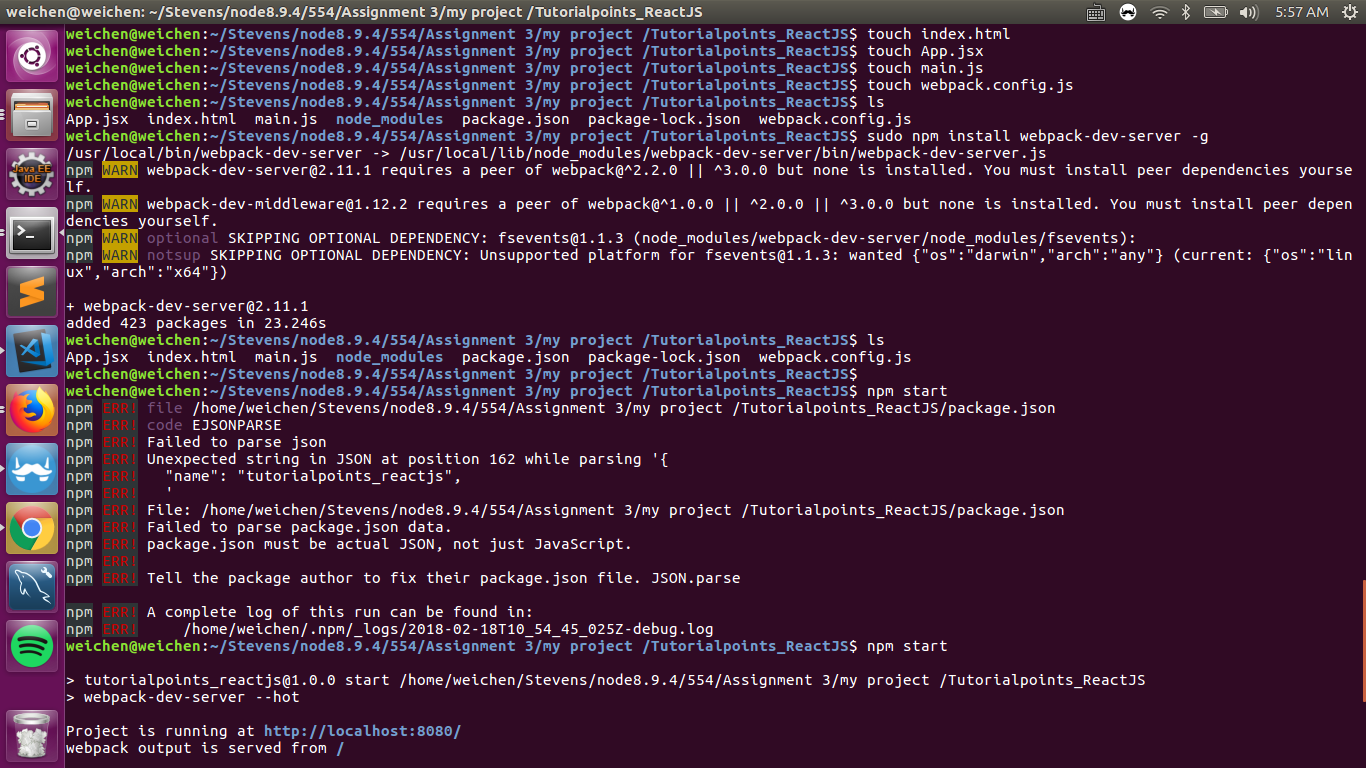 weichen@weichen: ~/Stevens/node8.9.4/554/Assignment 3/my project /Tutorialpoints_ReactJS
5:57 AM
weichen@weichen:~/Stevens/node8.9.4/554/Assignment 3/my project /Tutorialpoints_ReactJS$ touch index.html
weichen@weichen:~/Stevens/node8.9.4/554/Assignment 3/my project /Tutorialpoints_ReactJS$ touch App.jsx
weichen@weichen:~/Stevens/node8.9.4/554/Assignment 3/my project /Tutorialpoints_ReactJS$ touch main.js
weichen@weichen:~/Stevens/node8.9.4/554/Assignment 3/my project /Tutorialpoints_ReactJS$ touch webpack.config.js
weichen@weichen:~/Stevens/node8.9.4/554/Assignment 3/my project /Tutorialpoints_ReactJS$ ls
App.jsx  index.html  main.js  node_modules  package.json  package-lock.json  webpack.config.js
weichen@weichen:~/Stevens/node8.9.4/554/Assignment 3/my project /Tutorialpoints_ReactJS$ sudo npm install webpack-dev-server -g
/usr/local/bin/webpack-dev-server -> /usr/local/lib/node_modules/webpack-dev-server/bin/webpack-dev-server.js
npm WARN webpack-dev-server@2.11.1 requires a peer of webpack@^2.2.0 || ^3.0.0 but none is installed. You must install peer dependencies yourse
lf.
npm WARN webpack-dev-middleware@1.12.2 requires a peer of webpack@^1.0.0 || ^2.0.0 || ^3.0.0 but none is installed. You must install peer depen
dencies yourself.
npm WARN optional SKIPPING OPTIONAL DEPENDENCY: fsevents@1.1.3 (node_modules/webpack-dev-server/node_modules/fsevents):
npm WARN notsup SKIPPING OPTIONAL DEPENDENCY: Unsupported platform for fsevents@1.1.3: wanted {"os":"darwin","arch":"any"} (current: {"os":"lin
ux","arch":"x64"})
+ webpack-dev-server@2.11.1
added 423 packages in 23.246s
weichen@weichen:~/Stevens/node8.9.4/554/Assignment 3/my project /Tutorialpoints_ReactJS$ ls
App.jsx  index.html  main.js  node_modules  package.json  package-lock.json  webpack.config.js
weichen@weichen:~/Stevens/node8.9.4/554/Assignment 3/my project /Tutorialpoints_ReactJS$
weichen@weichen:~/Stevens/node8.9.4/554/Assignment 3/my project /Tutorialpoints_ReactJS$ npm start
npm ERR! file /home/weichen/Stevens/node8.9.4/554/Assignment 3/my project /Tutorialpoints_ReactJS/package.json
npm ERR! code EJSONPARSE
npm ERR! Failed to parse json
npm ERR! Unexpected string in JSON at position 162 while parsing '{
npm ERR!   "name": "tutorialpoints_reactjs",
npm ERR!   '
npm ERR! File: /home/weichen/Stevens/node8.9.4/554/Assignment 3/my project /Tutorialpoints_ReactJS/package.json
npm ERR! Failed to parse package.json data.
npm ERR! package.json must be actual JSON, not just JavaScript.
npm ERR!
npm ERR! Tell the package author to fix their package.json file. JSON.parse
npm ERR! A complete log of this run can be found in:
npm ERR!     /home/weichen/.npm/_logs/2018-02-18T10_54_45_025Z-debug.log
weichen@weichen:~/Stevens/node8.9.4/554/Assignment 3/my project /Tutorialpoints_ReactJS$ npm start
> tutorialpoints_reactjs@1.0.0 start /home/weichen/Stevens/node8.9.4/554/Assignment 3/my project /Tutorialpoints_ReactJS
> webpack-dev-server --hot
Project is running at http://localhost:8080/
webpack output is served from /
Java EE
IDE